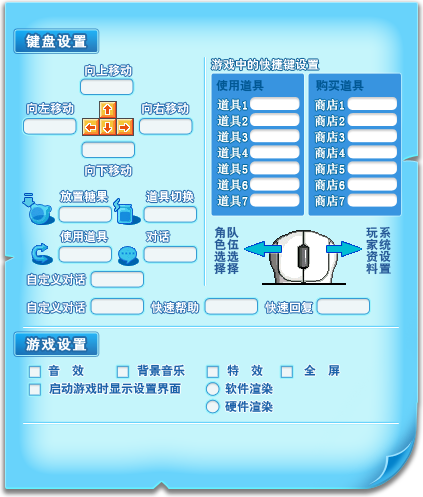 键盘设置
向上移动
向左移动
向右移动
向下移动
放置糖果
道具切换
使用道具
对话
自定义对话
自定义对话
快速帮助
快速回复
游戏中的快捷键设置
使用道具
购买道具
道具1
商店1
道具2
商店2
道具3
商店3
道具4
商店4
道具5
商店5
道具6
商店6
道具7
商店7
角色选择
队伍选择
玩家资料
系统设置
游戏设置
音 效
背景音乐
特 效
全 屏
启动游戏时显示设置界面
软件渲染
硬件渲染